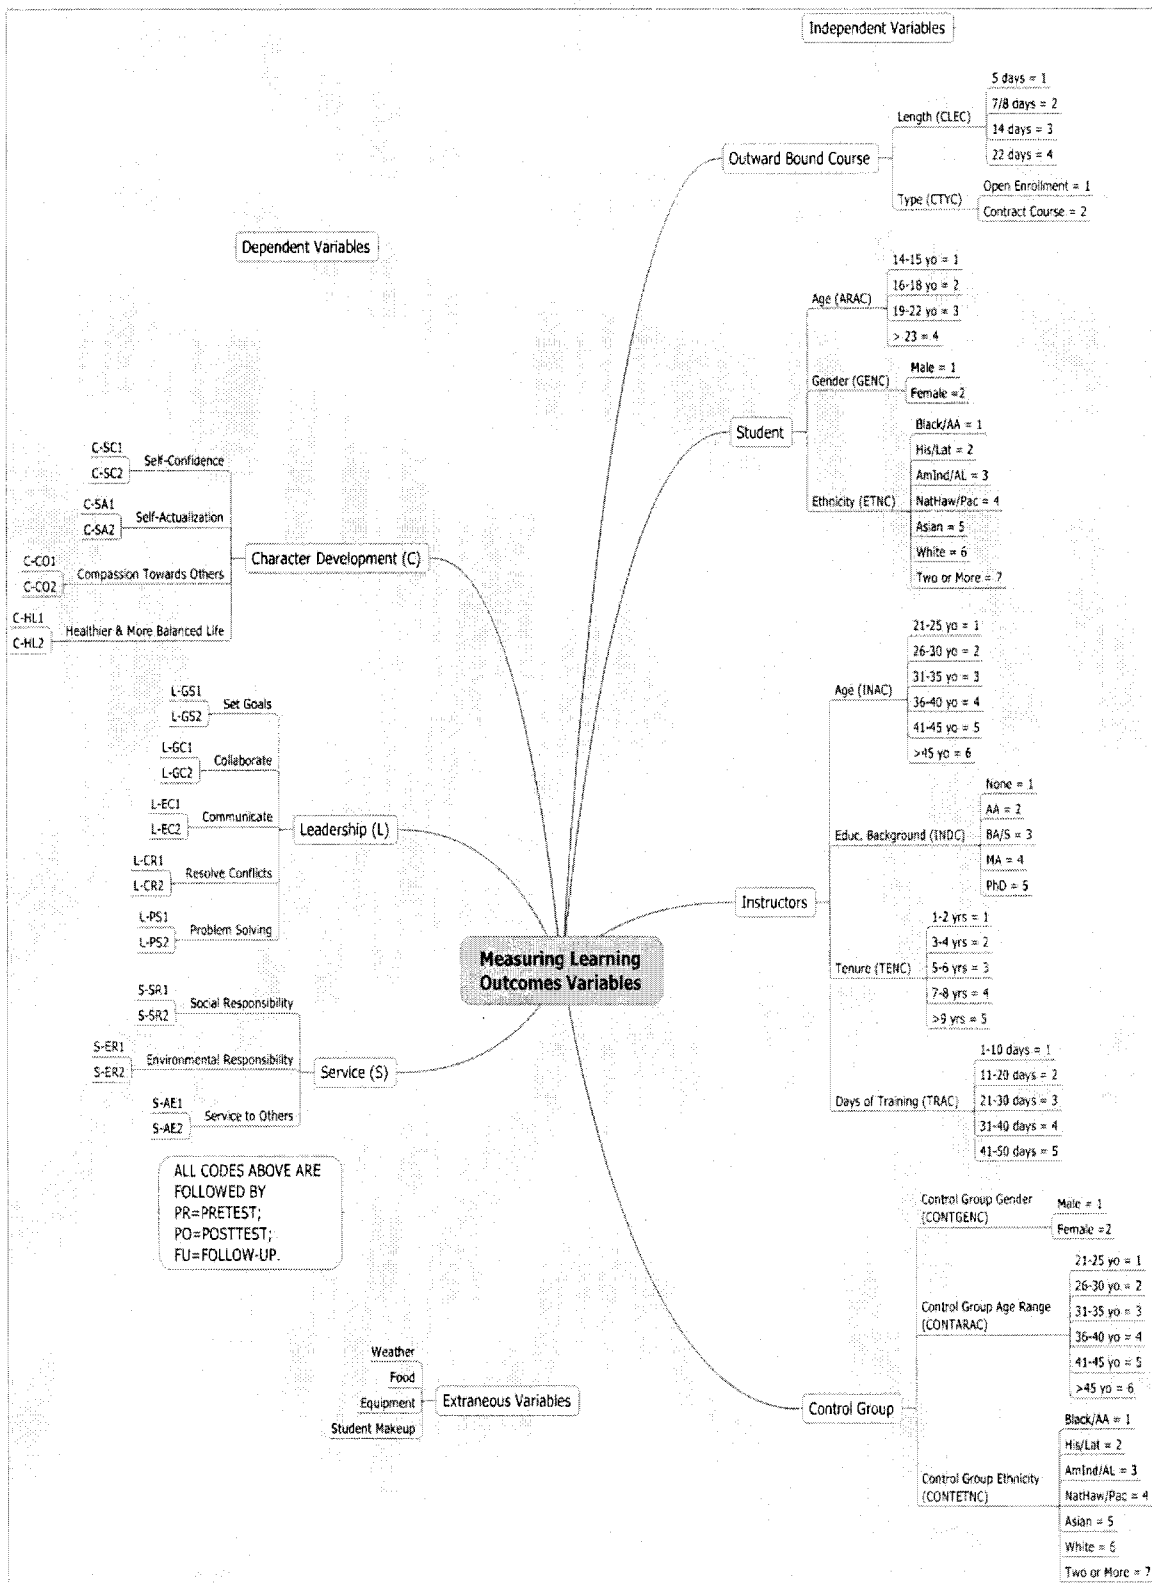 Independent Variables
Outward Bound Course
Length (CLEC)
5 days = 1
7/8 days = 2
14 days = 3
22 days = 4
Type (CTYC)
Open Enrollment = 1
Contract Course = 2
Student
Age (ARAC)
14-15 yo = 1
16-18 yo = 2
19-22 yo = 3
> 23 = 4
Gender (GENC)
Male = 1
Female =2
Ethnicity (ETNC)
Black/AA = 1
His/Lat = 2
AmInd/AL = 3
NatHaw/Pac = 4
Asian = 5
White = 6
Two or More = 7
Instructors
Age (INAC)
21-25 yo = 1
26-30 yo = 2
31-35 yo = 3
36-40 yo = 4
41-45 yo = 5
>45 yo = 6
Educ. Background (INDC)
None = 1
AA = 2
BA/S = 3
MA = 4
PhD = 5
Tenure (TENC)
1-2 yrs = 1
3-4 yrs = 2
5-6 yrs = 3
7-8 yrs = 4
>9 yrs = 5
Days of Training (TRAC)
1-10 days = 1
11-20 days = 2
21-30 days = 3
31-40 days = 4
41-50 days = 5
Control Group
Control Group Gender
(CONTGENC)
Male = 1
Female =2
Control Group Age Range
(CONTARAC)
21-25 yo = 1
26-30 yo = 2
31-35 yo = 3
36-40 yo = 4
41-45 yo = 5
>45 yo = 6
Control Group Ethnicity
(CONTETNC)
Black/AA = 1
His/Lat = 2
AmInd/AL = 3
NatHaw/Pac = 4
Asian = 5
White = 6
Two or More = 7
Measuring Learning
Outcomes Variables
Dependent Variables
Character Development (C)
Self-Confidence
C-SC1
C-SC2
Self-Actualization
C-SA1
C-SA2
Compassion Towards Others
C-CO1
C-CO2
Healthier & More Balanced Life
C-HL1
C-HL2
Leadership (L)
Set Goals
L-GS1
L-GS2
Collaborate
L-GC1
L-GC2
Communicate
L-EC1
L-EC2
Resolve Conflicts
L-CR1
L-CR2
Problem Solving
L-PS1
L-PS2
Service (S)
Social Responsibility
S-SR1
S-SR2
Environmental Responsibility
S-ER1
S-ER2
Service to Others
S-AE1
S-AE2
ALL CODES ABOVE ARE
FOLLOWED BY
PR=PRETEST;
PO=POSTTEST;
FU=FOLLOW-UP.
Extraneous Variables
Weather
Food
Equipment
Student Makeup